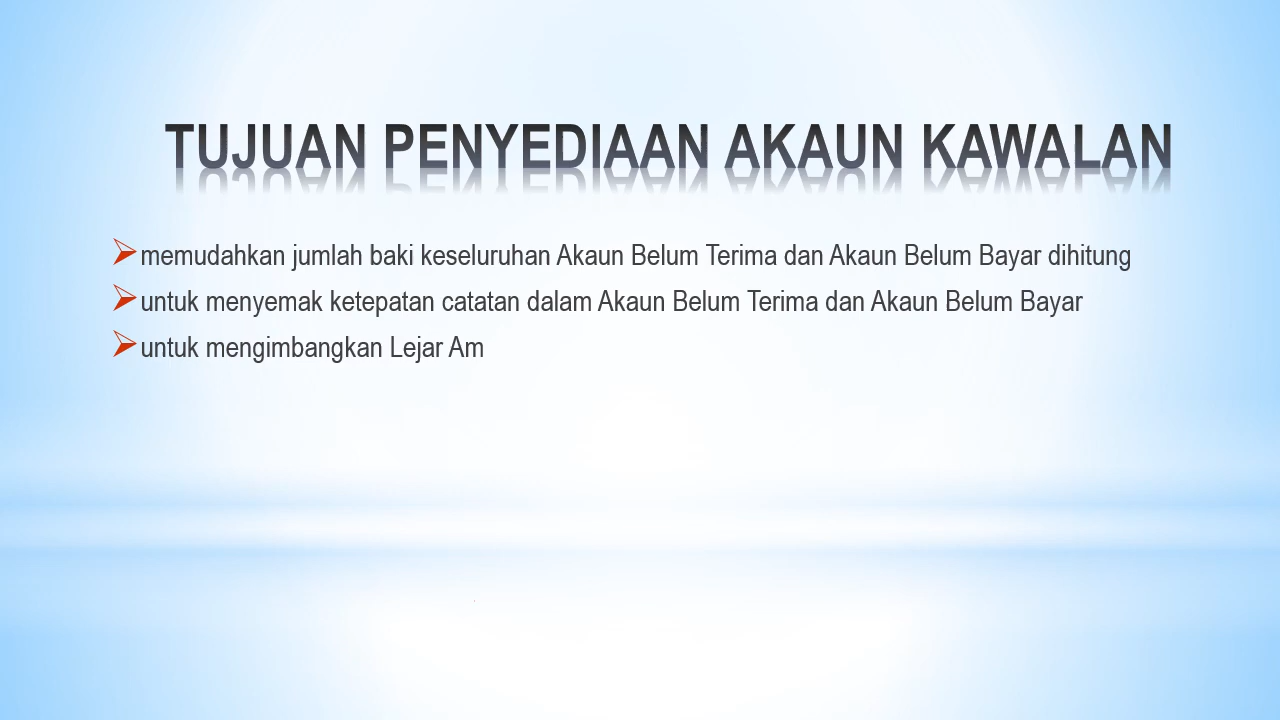 TUJUAN PENYEDIAAN AKAUN KAWALAN
memudahkan jumlah baki keseluruhan Akaun Belum Terima dan Akaun Belum Bayar dihitung
untuk menyemak ketepatan catatan dalam Akaun Belum Terima dan Akaun Belum Bayar
untuk mengimbangkan Lejar Am